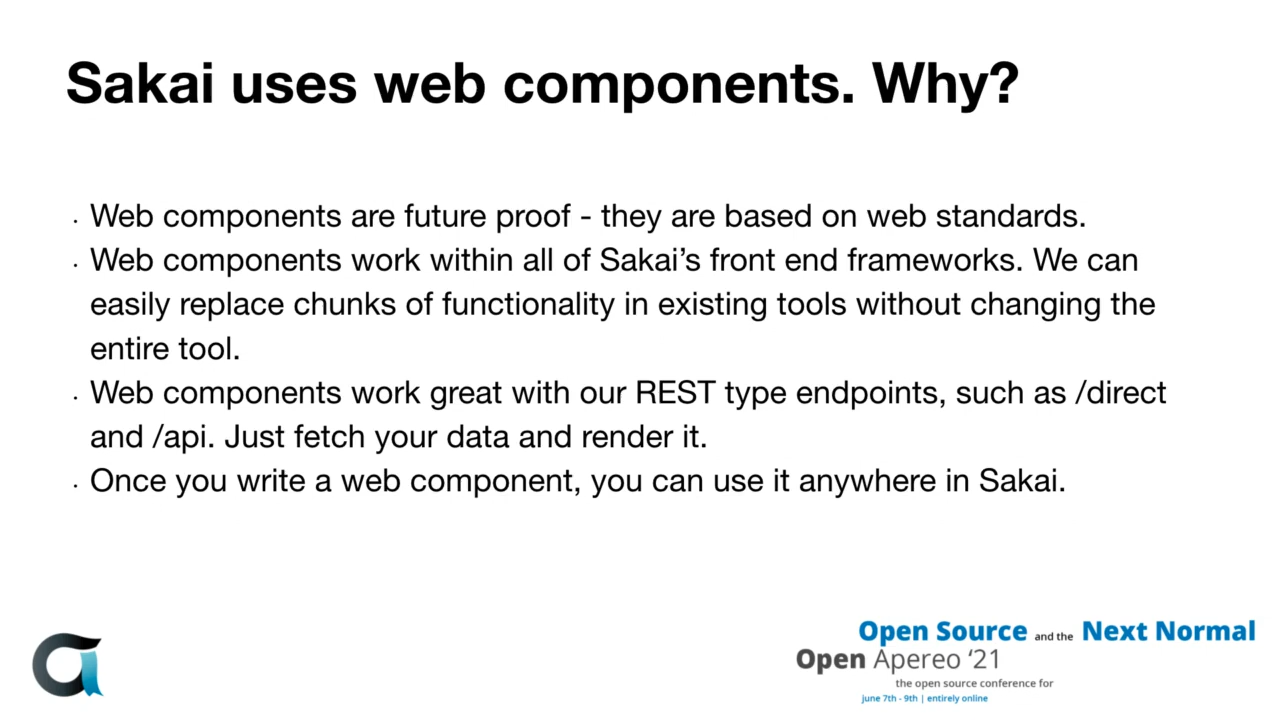 Sakai uses web components. Why?
· Web components are future proof - they are based on web standards.
· Web components work within all of Sakai’s front end frameworks. We can
easily replace chunks of functionality in existing tools without changing the
entire tool.
· Web components work great with our REST type endpoints, such as /direct
and /api. Just fetch your data and render it.
· Once you write a web component, you can use it anywhere in Sakai.
Open Source and the Next Normal
Open Apereo ‘21
the open source conference for
june 7th - 9th | entirely online